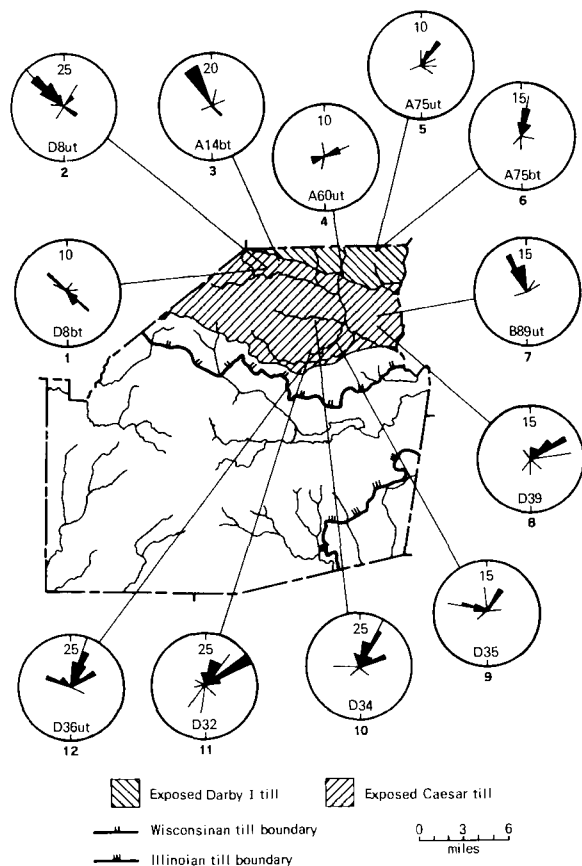 25
D8ut
2
20
A14bt
3
10
A60ut
4
10
A75ut
5
15
A75bt
6
10
D8bt
1
15
B89ut
7
15
D39
8
15
D35
9
25
D34
10
25
D32
11
25
D36ut
12
Exposed Darby I till
Exposed Caesar till
Wisconsinan till boundary
Illinoian till boundary
6 0 6
miles